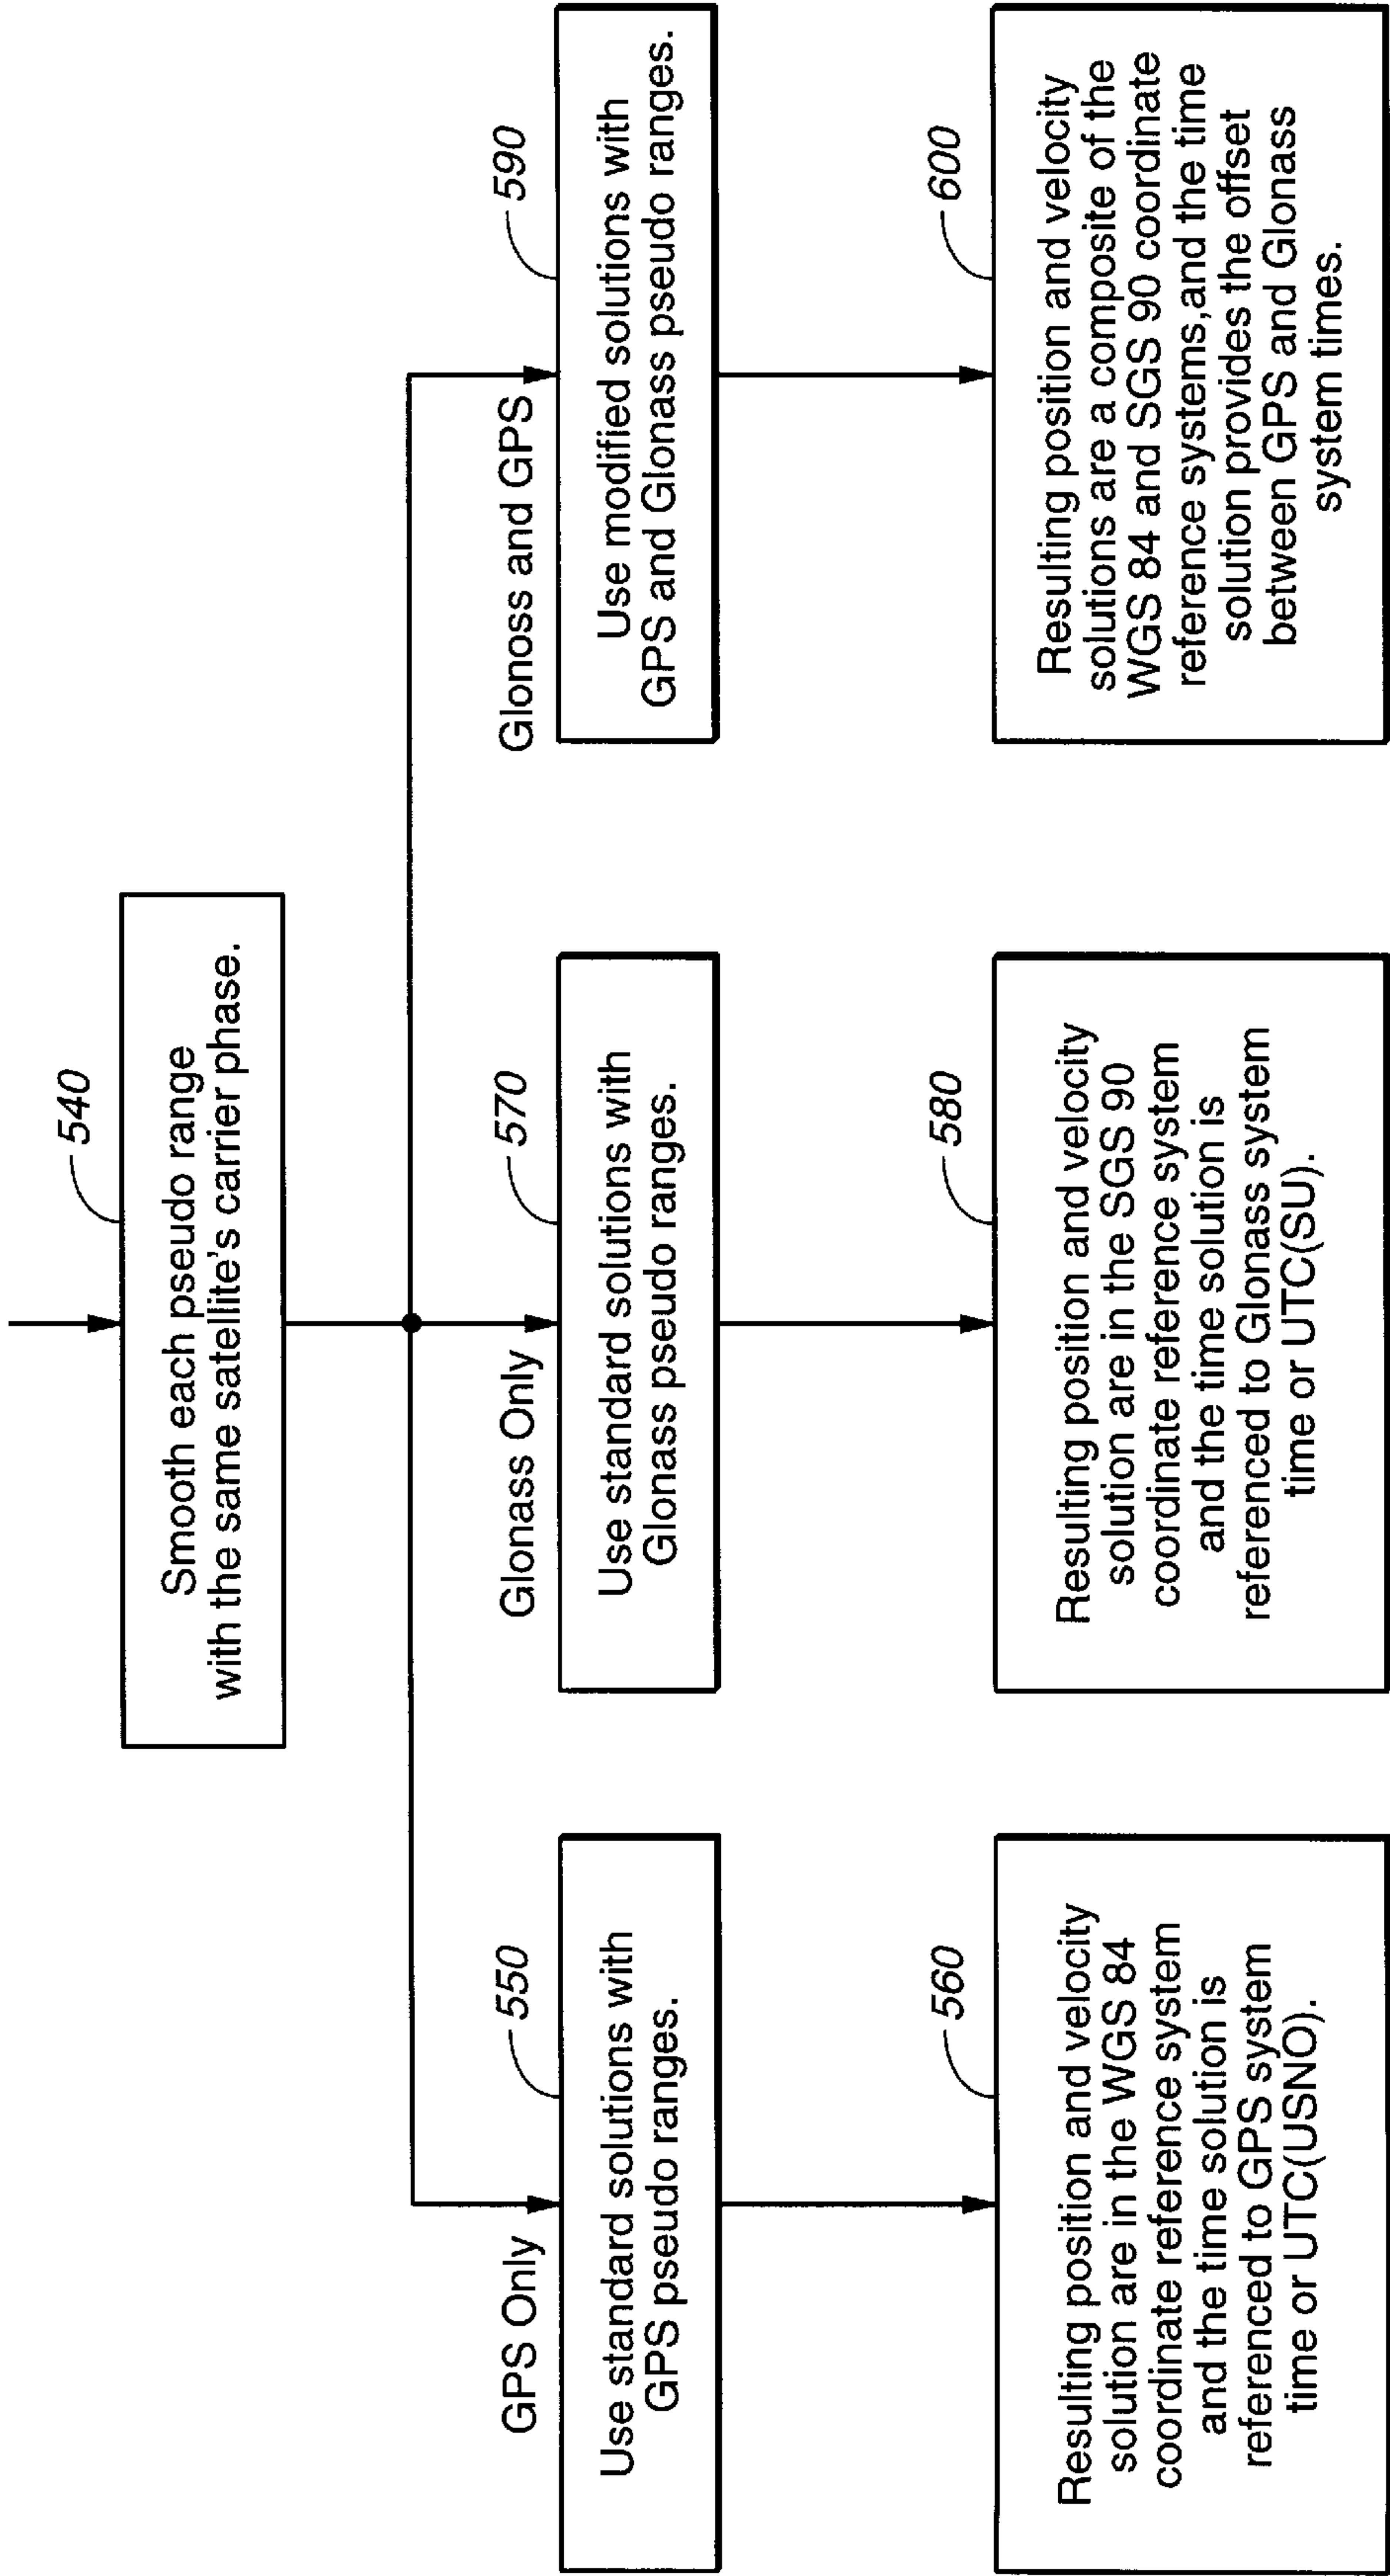 540
Smooth each pseudo range
with the same satellite's carrier phase.
GPS Only
550
Use standard solutions with
GPS pseudo ranges.
560
Resulting position and velocity
solution are in the WGS 84
coordinate reference system
and the time solution is
referenced to GPS system
time or UTC(USNO).
Glonass Only
570
Use standard solutions with
Glonass pseudo ranges.
580
Resulting position and velocity
solution are in the SGS 90
coordinate reference system
and the time solution is
referenced to Glonass system
time or UTC(SU).
Glonoss and GPS
590
Use modified solutions with
GPS and Glonass pseudo ranges.
600
Resulting position and velocity
solutions are a composite of the
WGS 84 and SGS 90 coordinate
reference systems,and the time
solution provides the offset
between GPS and Glonass
system times.